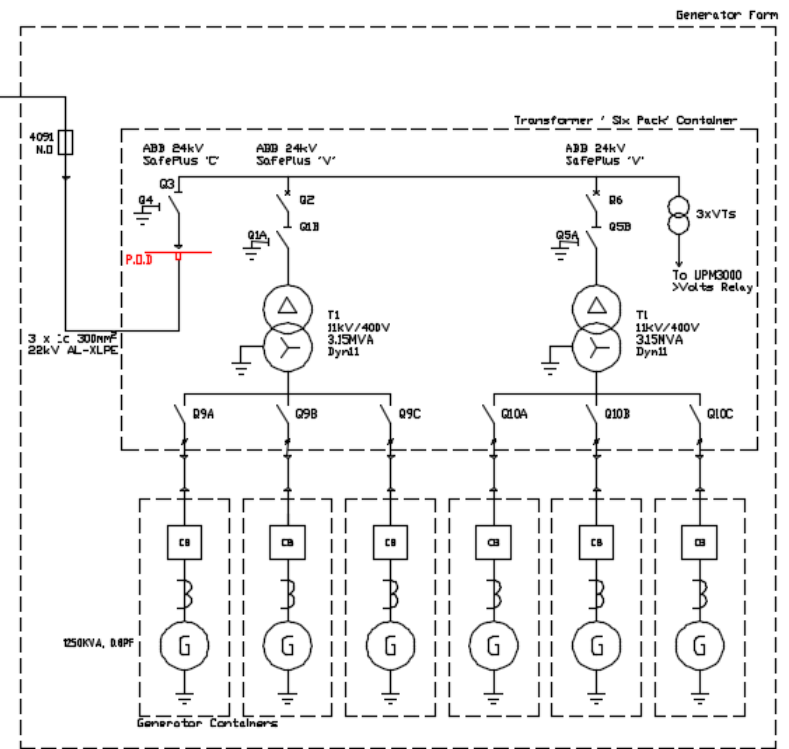 Generator Farm
Transformer ' Six Pack' Container
4091
N.O
ABB 24kV
SafePlus 'C'
ABB 24kV
SafePlus 'V'
ABB 24kV
SafePlus 'V'
Q3
Q4
Q2
Q6
3xVTs
Q1A
Q1B
Q5A
Q5B
P.O.D
To UPM3000
>Volts Relay
T1
11kV/400V
3.15MVA
Dyn11
T1
11kV/400V
3.15MVA
Dyn11
3 x 1c 300mm²
22kV AL-XLPE
Q9A
Q9B
Q9C
Q10A
Q10B
Q10C
CB
CB
CB
CB
CB
CB
1250KVA, 0.8PF
G
G
G
G
G
G
Generator Containers